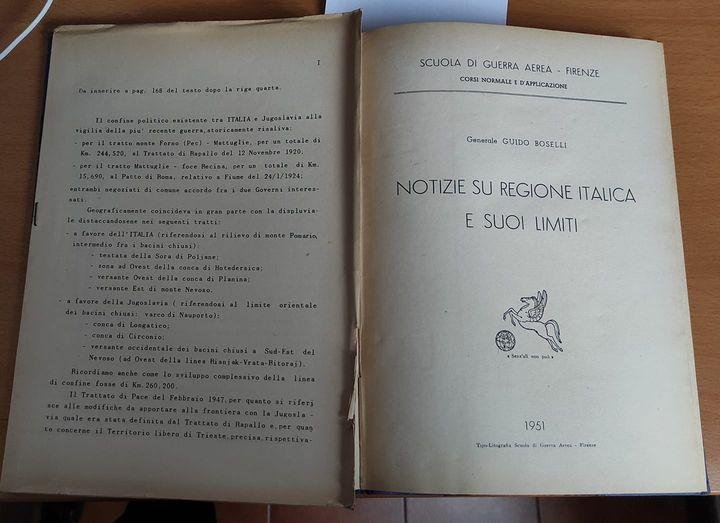 I
Da inserire a pag. 168 del testo dopo la riga quarta.
Il confine politico esistente tra ITALIA e Jugoslavia alla
vigilia della piu' recente guerra, storicamente risaliva:
- per il tratto monte Forno (Pec) - Mattuglie, per un totale di
Km. 244,520, al Trattato di Rapallo del 12 Novembre 1920;
- per il tratto Mattuglie - foce Recina, per un totale di Km.
15,690, al Patto di Roma, relativo a Fiume del 24/1/1924;
entrambi negoziati di comune accordo fra i due Governi interes-
sati.
Geograficamente coincideva in gran parte con la displuvia-
le distaccandosene nei seguenti tratti:
- a favore dell'ITALIA (riferendosi al rilievo di monte Pomario,
intermedio fra i bacini chiusi):
- testata della Sora di Poljane;
- zona ad Ovest della conca di Hotedersica;
- versante Ovest della conca di Planina;
- versante Est di monte Nevoso.
- a favore della Jugoslavia ( riferendosi al limite orientale
dei bacini chiusi: varco di Nauporto):
- conca di Longatico;
- conca di Circonio;
- versante occidentale dei bacini chiusi a Sud-Est del
Nevoso (ad Ovest della linea Risnjak-Vrata-Bitoraj).
Ricordiamo anche come lo sviluppo complessivo della linea
di confine fosse di Km. 260,200.
Il Trattato di Pace del Febbraio 1947, per quanto si riferi
sce alle modifiche da apportare alla frontiera con la Jugosla -
via quale era stata definita dal Trattato di Rapallo e, per quan
to concerne il Territorio libero di Trieste, precisa, rispettiva-
SCUOLA DI GUERRA AEREA - FIRENZE
CORSI NORMALE E D'APPLICAZIONE
Generale GUIDO BOSELLI
NOTIZIE SU REGIONE ITALICA
E SUOI LIMITI
« Senz'ali non può »
1951
Tipo-Litografia Scuola di Guerra Aerea - Firenze